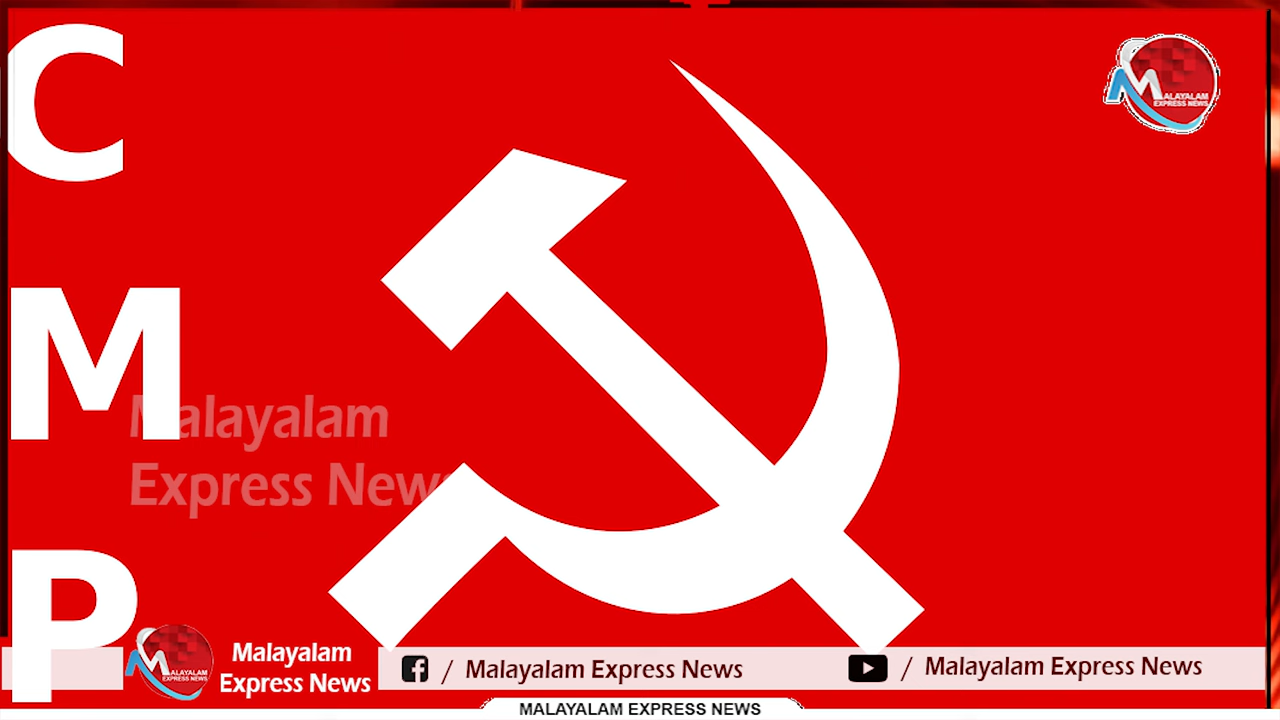 C
M
P
MALAYALAM
EXPRESS NEWS
Malayalam
Express News
MALAYALAM
EXPRESS NEWS
Malayalam
Express News
/ Malayalam Express News
/ Malayalam Express News
MALAYALAM EXPRESS NEWS